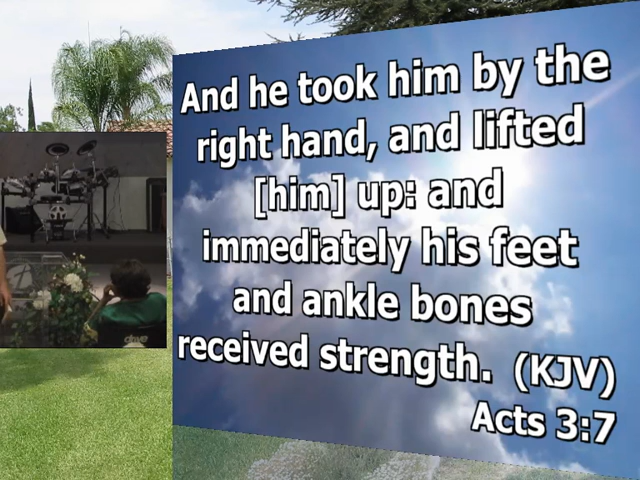 And he took him by the
right hand, and lifted
[him] up: and
immediately his feet
and ankle bones
received strength. (KJV)
Acts 3:7